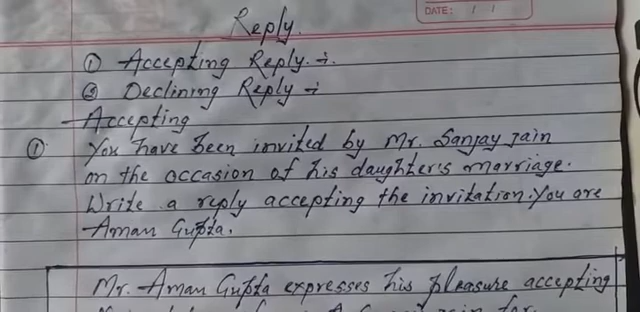 DATE: / /
Reply.
① Accepting Reply :-
② Declining Reply :-
Accepting
① You have been invited by Mr. Sanjay Jain
on the occasion of his daughter's marriage.
Write a reply accepting the invitation. You are
Aman Gupta.
Mr. Aman Gupta expresses his pleasure accepting